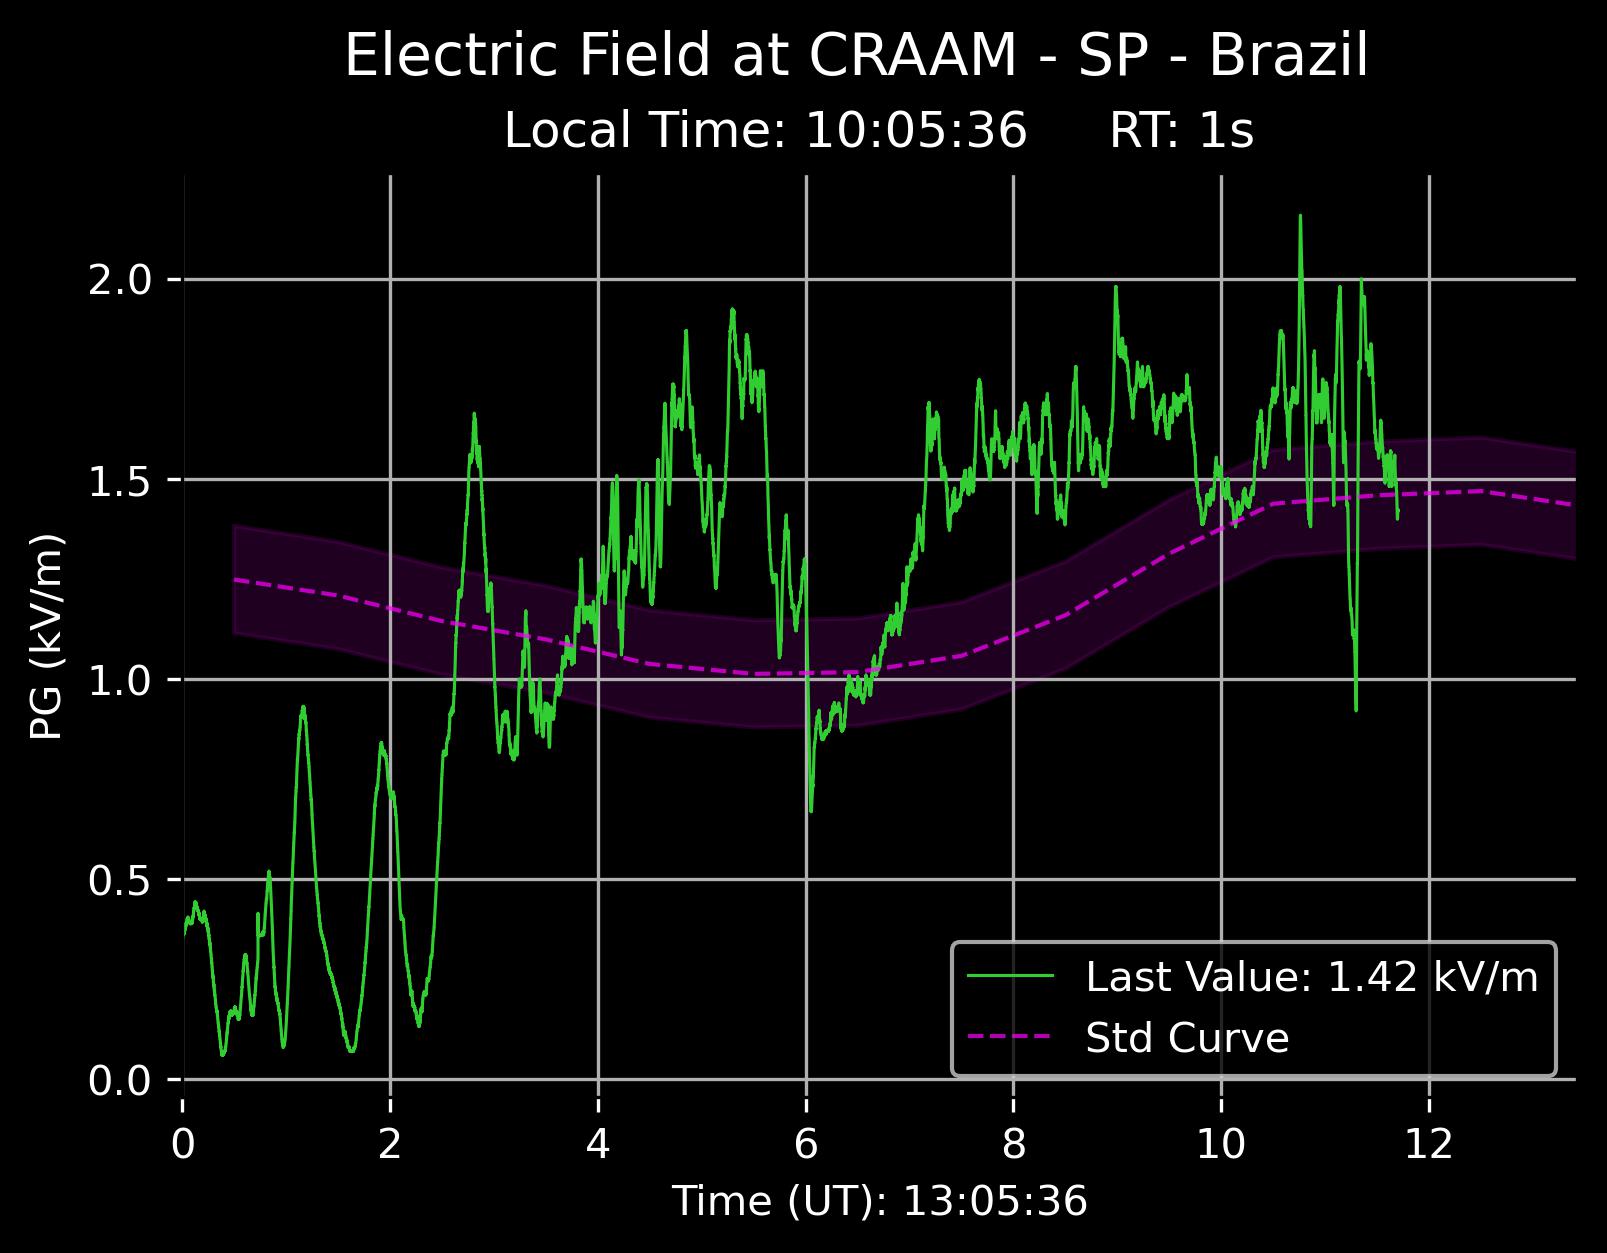 Electric Field at CRAAM - SP - Brazil
Local Time: 10:05:36 RT: 1s
PG (kV/m)
2.0
1.5
1.0
0.5
0.0
Last Value: 1.42 kV/m
Std Curve
0 2 4 6 8 10 12
Time (UT): 13:05:36